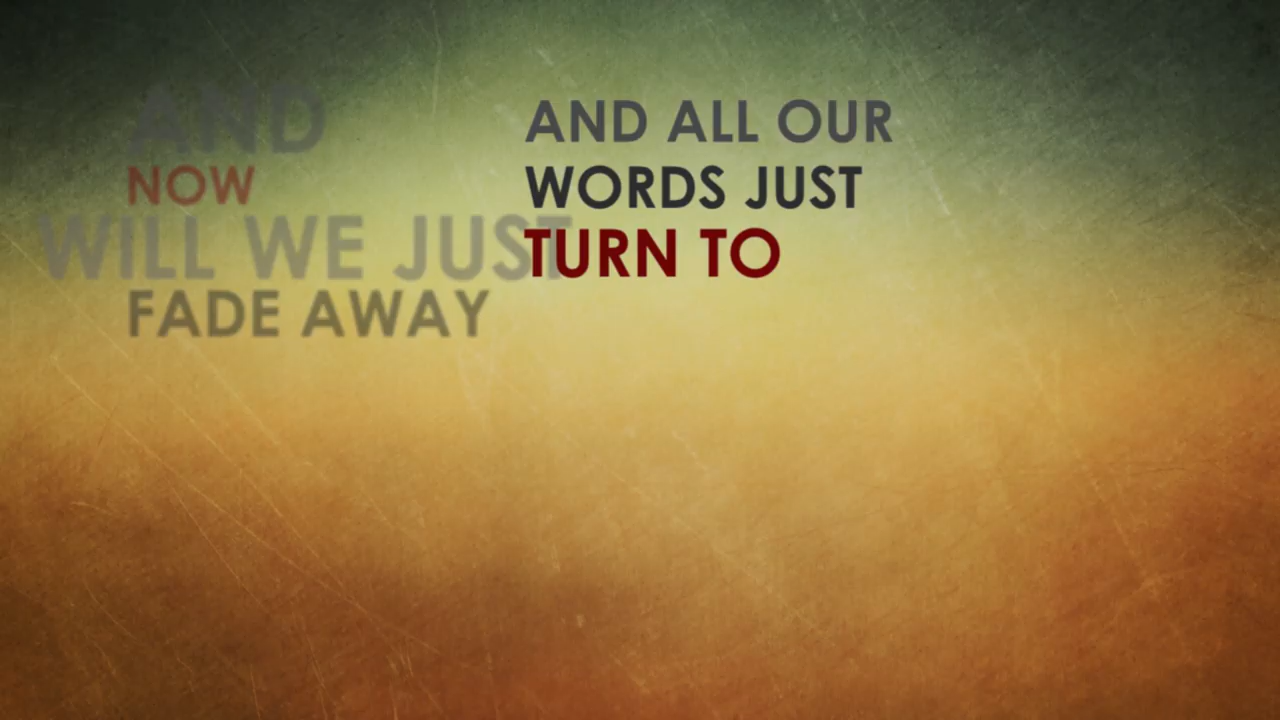 AND
NOW
WILL WE JUST
FADE AWAY
AND ALL OUR
WORDS JUST
TURN TO